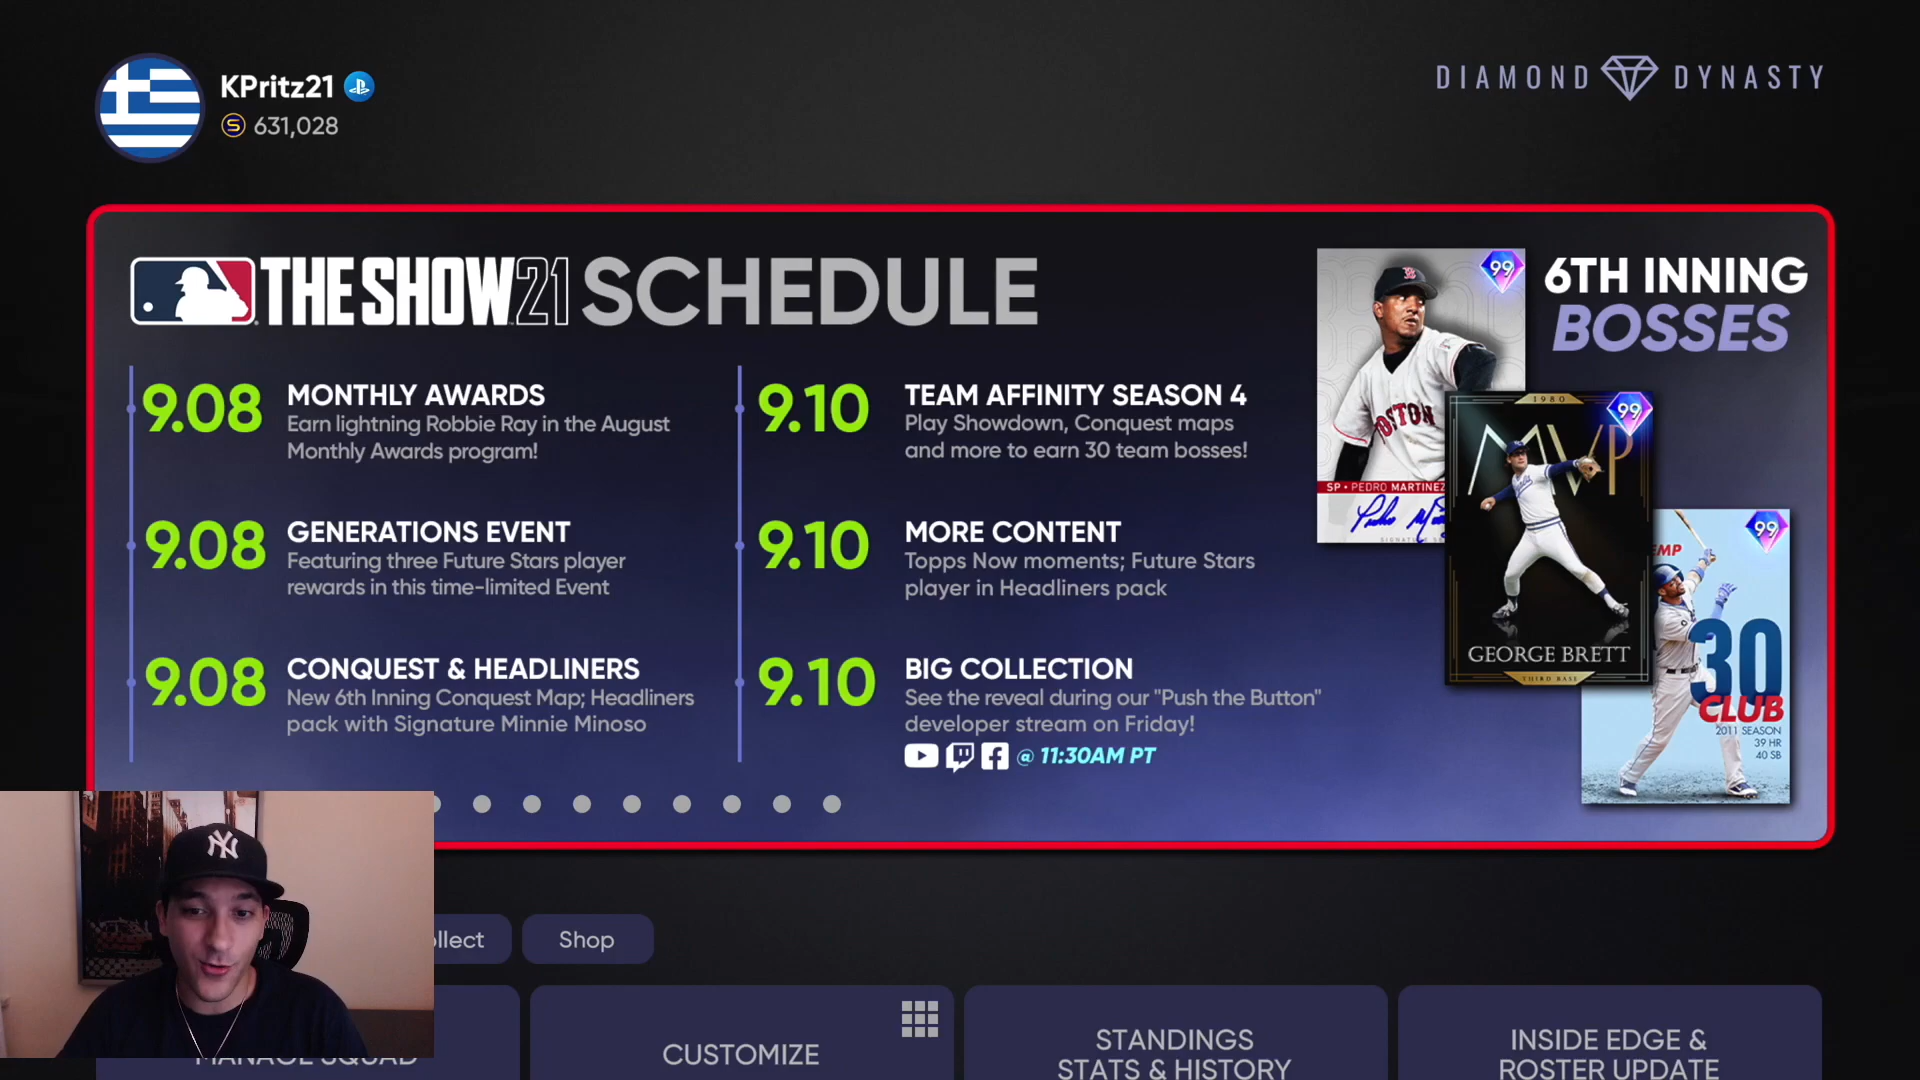 KPritz21
631,028
DIAMOND DYNASTY
THE SHOW 21 SCHEDULE
9.08 MONTHLY AWARDS
Earn lightning Robbie Ray in the August
Monthly Awards program!
9.08 GENERATIONS EVENT
Featuring three Future Stars player
rewards in this time-limited Event
9.08 CONQUEST & HEADLINERS
New 6th Inning Conquest Map; Headliners
pack with Signature Minnie Minoso
9.10 TEAM AFFINITY SEASON 4
Play Showdown, Conquest maps
and more to earn 30 team bosses!
9.10 MORE CONTENT
Topps Now moments; Future Stars
player in Headliners pack
9.10 BIG COLLECTION
See the reveal during our "Push the Button"
developer stream on Friday!
@ 11:30AM PT
6TH INNING
BOSSES
99
BOSTON
SP • PEDRO MARTINEZ
1980
99
MVP
GEORGE BRETT
THIRD BASE
99
EMP
30
CLUB
2011 SEASON
39 HR
40 SB
NY
llect
Shop
MANAGE SQUAD
CUSTOMIZE
STANDINGS
STATS & HISTORY
INSIDE EDGE &
ROSTER UPDATE